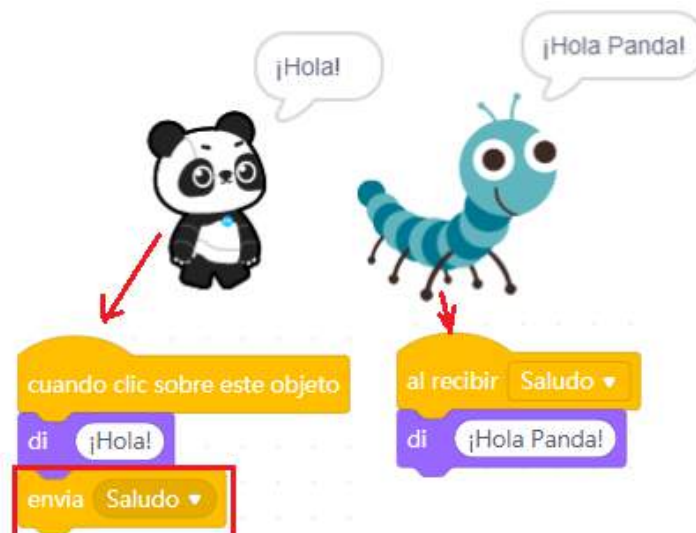 ¡Hola!
¡Hola Panda!
cuando clic sobre este objeto
di ¡Hola!
envia Saludo
al recibir Saludo
di ¡Hola Panda!